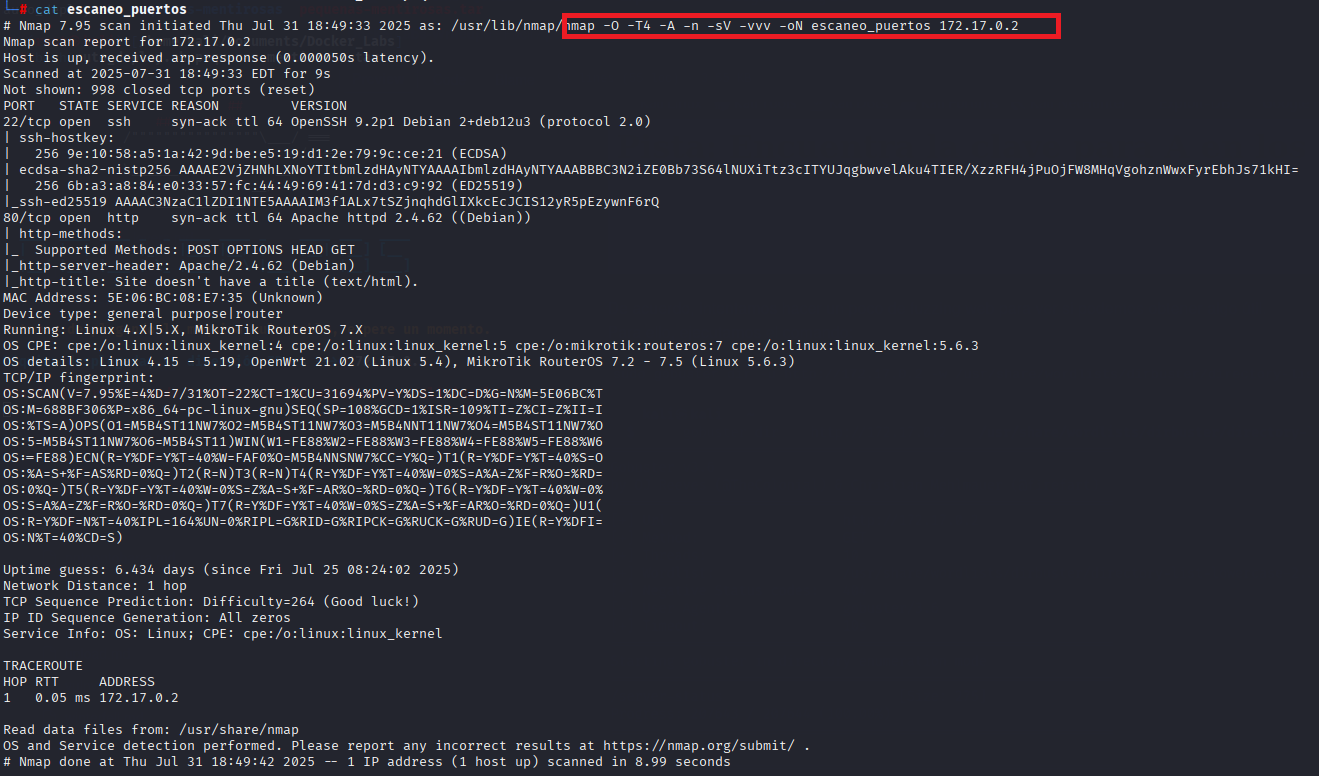 # cat escaneo_puertos
# Nmap 7.95 scan initiated Thu Jul 31 18:49:33 2025 as: /usr/lib/nmap/nmap -O -T4 -A -n -sV -vvv -oN escaneo_puertos 172.17.0.2
Nmap scan report for 172.17.0.2
Host is up, received arp-response (0.000050s latency).
Scanned at 2025-07-31 18:49:33 EDT for 9s
Not shown: 998 closed tcp ports (reset)
PORT   STATE SERVICE REASON         VERSION
22/tcp open  ssh     syn-ack ttl 64 OpenSSH 9.2p1 Debian 2+deb12u3 (protocol 2.0)
| ssh-hostkey:
|   256 9e:10:58:a5:1a:42:9d:be:e5:19:d1:2e:79:9c:ce:21 (ECDSA)
| ecdsa-sha2-nistp256 AAAAE2VjZHNhLXNoYTItbmlzdHAyNTYAAAAIbmlzdHAyNTYAAABBBC3N2iZE0Bb73S64lNUXiTtz3cITYUJqgbwvelAku4TIER/XzzRFH4jPuOjFW8MHqVgohznWwxFyrEbhJs71kHI=
|   256 6b:a3:a8:84:e0:33:57:fc:44:49:69:41:7d:d3:c9:92 (ED25519)
|_ssh-ed25519 AAAAC3NzaC1lZDI1NTE5AAAAIM3f1ALx7tSZjnqhdGlIXkcEcJCIS12yR5pEzywnF6rQ
80/tcp open  http    syn-ack ttl 64 Apache httpd 2.4.62 ((Debian))
| http-methods:
|_  Supported Methods: POST OPTIONS HEAD GET
|_http-server-header: Apache/2.4.62 (Debian)
|_http-title: Site doesn't have a title (text/html).
MAC Address: 5E:06:BC:08:E7:35 (Unknown)
Device type: general purpose|router
Running: Linux 4.X|5.X, MikroTik RouterOS 7.X
OS CPE: cpe:/o:linux:linux_kernel:4 cpe:/o:linux:linux_kernel:5 cpe:/o:mikrotik:routeros:7 cpe:/o:linux:linux_kernel:5.6.3
OS details: Linux 4.15 - 5.19, OpenWrt 21.02 (Linux 5.4), MikroTik RouterOS 7.2 - 7.5 (Linux 5.6.3)
TCP/IP fingerprint:
OS:SCAN(V=7.95%E=4%D=7/31%OT=22%CT=1%CU=31694%PV=Y%DS=1%DC=D%G=N%M=5E06BC%T
OS:M=688BF306%P=x86_64-pc-linux-gnu)SEQ(SP=108%GCD=1%ISR=109%TI=Z%CI=Z%II=I
OS:%TS=A)OPS(O1=M5B4ST11NW7%O2=M5B4ST11NW7%O3=M5B4NNT11NW7%O4=M5B4ST11NW7%O
OS:5=M5B4ST11NW7%O6=M5B4ST11)WIN(W1=FE88%W2=FE88%W3=FE88%W4=FE88%W5=FE88%W6
OS:=FE88)ECN(R=Y%DF=Y%T=40%W=FAF0%O=M5B4NNSNW7%CC=Y%Q=)T1(R=Y%DF=Y%T=40%S=O
OS:%A=S+%F=AS%RD=0%Q=)T2(R=N)T3(R=N)T4(R=Y%DF=Y%T=40%W=0%S=A%A=Z%F=R%O=%RD=
OS:0%Q=)T5(R=Y%DF=Y%T=40%W=0%S=Z%A=S+%F=AR%O=%RD=0%Q=)T6(R=Y%DF=Y%T=40%W=0%
OS:S=A%A=Z%F=R%O=%RD=0%Q=)T7(R=Y%DF=Y%T=40%W=0%S=Z%A=S+%F=AR%O=%RD=0%Q=)U1(
OS:R=Y%DF=N%T=40%IPL=164%UN=0%RIPL=G%RID=G%RIPCK=G%RUCK=G%RUD=G)IE(R=Y%DFI=
OS:N%T=40%CD=S)
Uptime guess: 6.434 days (since Fri Jul 25 08:24:02 2025)
Network Distance: 1 hop
TCP Sequence Prediction: Difficulty=264 (Good luck!)
IP ID Sequence Generation: All zeros
Service Info: OS: Linux; CPE: cpe:/o:linux:linux_kernel
TRACEROUTE
HOP RTT     ADDRESS
1   0.05 ms 172.17.0.2
Read data files from: /usr/share/nmap
OS and Service detection performed. Please report any incorrect results at https://nmap.org/submit/ .
# Nmap done at Thu Jul 31 18:49:42 2025 -- 1 IP address (1 host up) scanned in 8.99 seconds